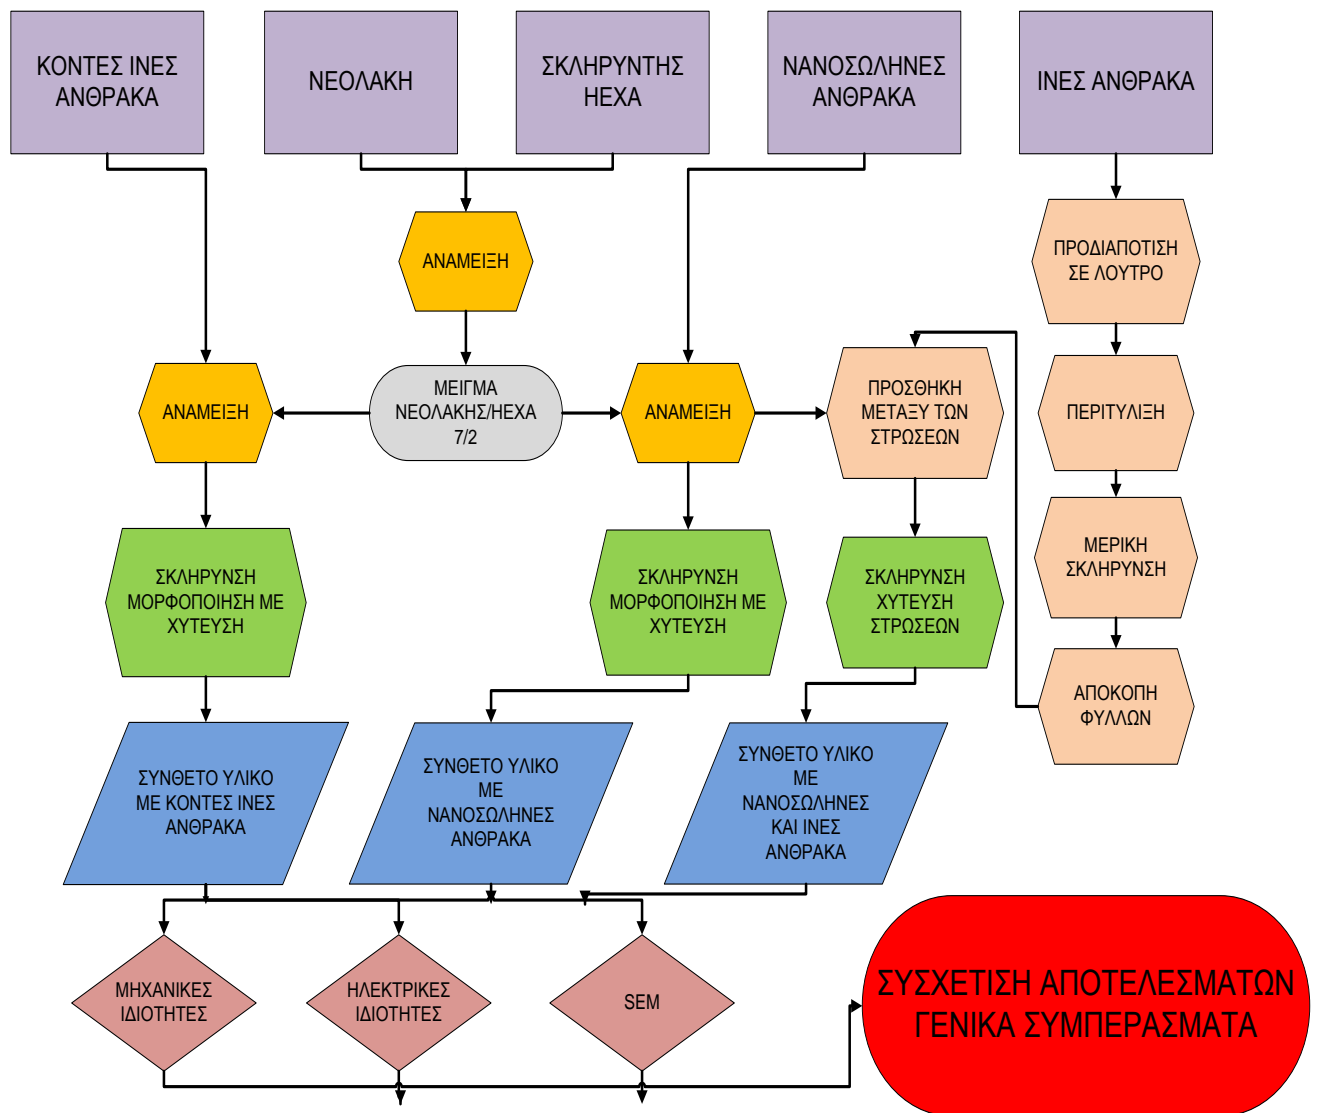 ΚΟΝΤΕΣ ΙΝΕΣ
ΑΝΘΡΑΚΑ
ΝΕΟΛΑΚΗ
ΣΚΛΗΡΥΝΤΗΣ
HEXA
ΝΑΝΟΣΩΛΗΝΕΣ
ΑΝΘΡΑΚΑ
ΙΝΕΣ ΑΝΘΡΑΚΑ
ΑΝΑΜΕΙΞΗ
ΠΡΟΔΙΑΠΟΤΙΣΗ
ΣΕ ΛΟΥΤΡΟ
ΑΝΑΜΕΙΞΗ
ΜΕΙΓΜΑ
ΝΕΟΛΑΚΗΣ/HEXA
7/2
ΑΝΑΜΕΙΞΗ
ΠΡΟΣΘΗΚΗ
ΜΕΤΑΞΥ ΤΩΝ
ΣΤΡΩΣΕΩΝ
ΠΕΡΙΤΥΛΙΞΗ
ΜΕΡΙΚΗ
ΣΚΛΗΡΥΝΣΗ
ΣΚΛΗΡΥΝΣΗ
ΜΟΡΦΟΠΟΙΗΣΗ ΜΕ
ΧΥΤΕΥΣΗ
ΣΚΛΗΡΥΝΣΗ
ΜΟΡΦΟΠΟΙΗΣΗ ΜΕ
ΧΥΤΕΥΣΗ
ΣΚΛΗΡΥΝΣΗ
ΧΥΤΕΥΣΗ
ΣΤΡΩΣΕΩΝ
ΑΠΟΚΟΠΗ
ΦΥΛΛΩΝ
ΣΥΝΘΕΤΟ ΥΛΙΚΟ
ΜΕ ΚΟΝΤΕΣ ΙΝΕΣ
ΑΝΘΡΑΚΑ
ΣΥΝΘΕΤΟ ΥΛΙΚΟ
ΜΕ
ΝΑΝΟΣΩΛΗΝΕΣ
ΑΝΘΡΑΚΑ
ΣΥΝΘΕΤΟ ΥΛΙΚΟ
ΜΕ
ΝΑΝΟΣΩΛΗΝΕΣ
ΚΑΙ ΙΝΕΣ
ΑΝΘΡΑΚΑ
ΜΗΧΑΝΙΚΕΣ
ΙΔΙΟΤΗΤΕΣ
ΗΛΕΚΤΡΙΚΕΣ
ΙΔΙΟΤΗΤΕΣ
SEM
ΣΥΣΧΕΤΙΣΗ ΑΠΟΤΕΛΕΣΜΑΤΩΝ
ΓΕΝΙΚΑ ΣΥΜΠΕΡΑΣΜΑΤΑ